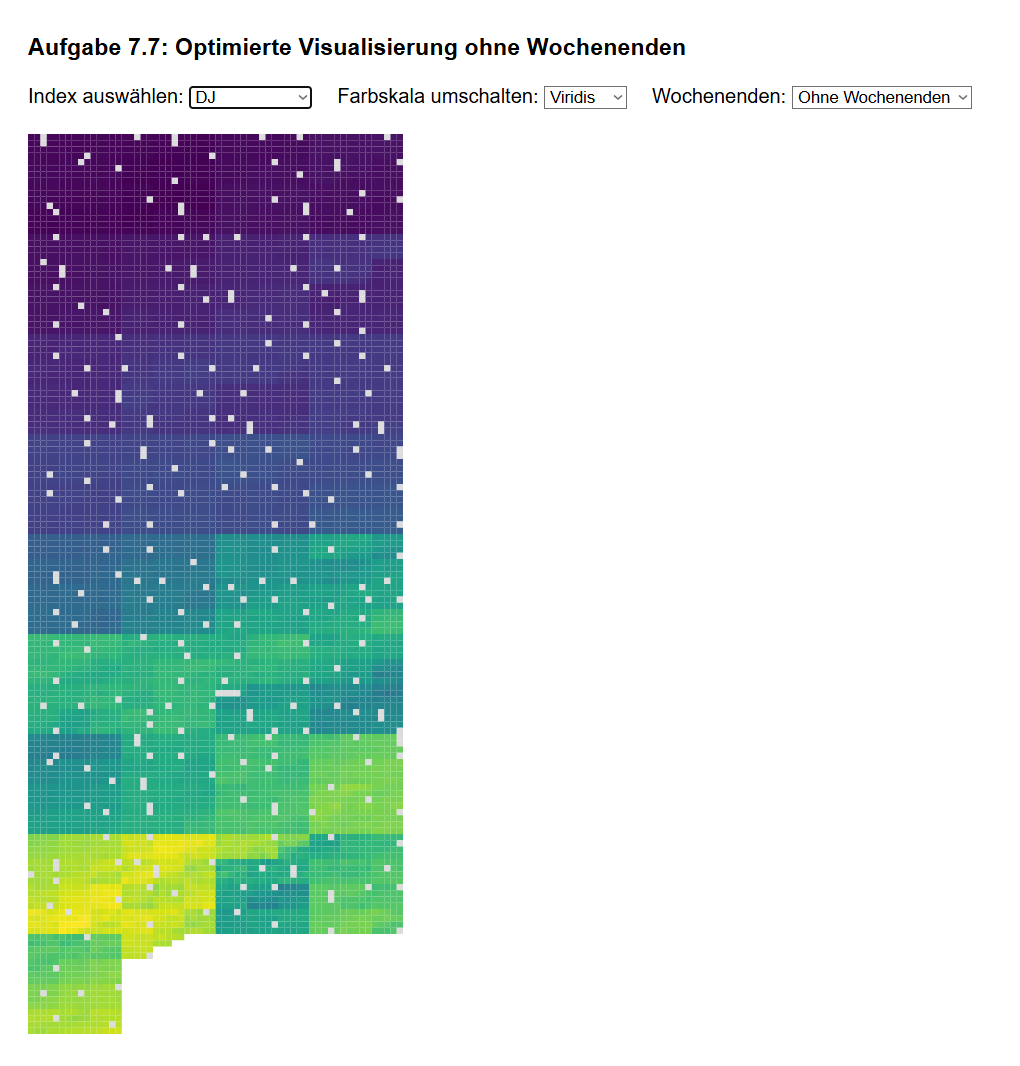 Aufgabe 7.7: Optimierte Visualisierung ohne Wochenenden
Index auswählen: DJ Farbskala umschalten: Viridis Wochenenden: Ohne Wochenenden